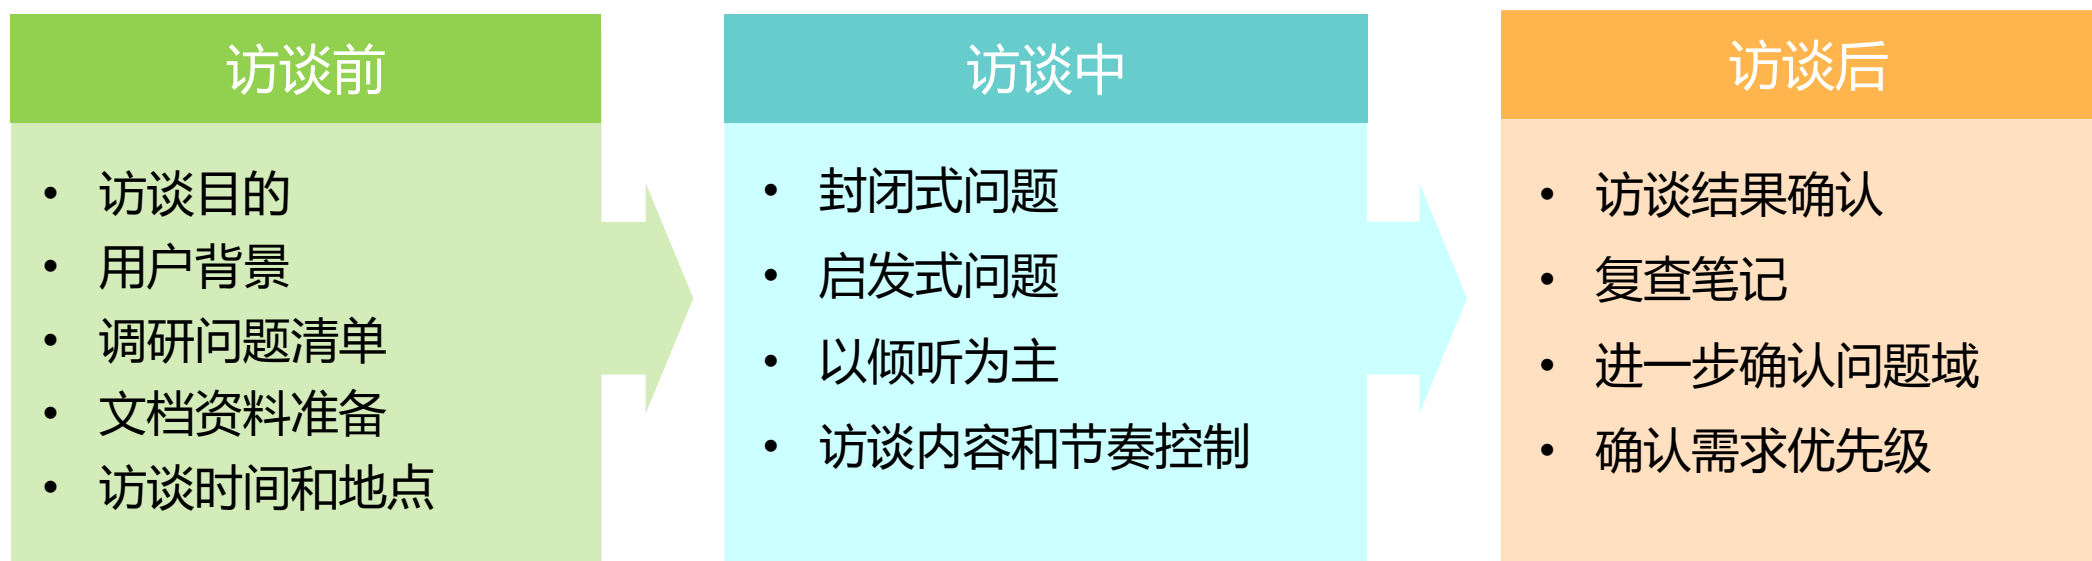 访谈前
• 访谈目的
• 用户背景
• 调研问题清单
• 文档资料准备
• 访谈时间和地点
访谈中
• 封闭式问题
• 启发式问题
• 以倾听为主
• 访谈内容和节奏控制
访谈后
• 访谈结果确认
• 复查笔记
• 进一步确认问题域
• 确认需求优先级